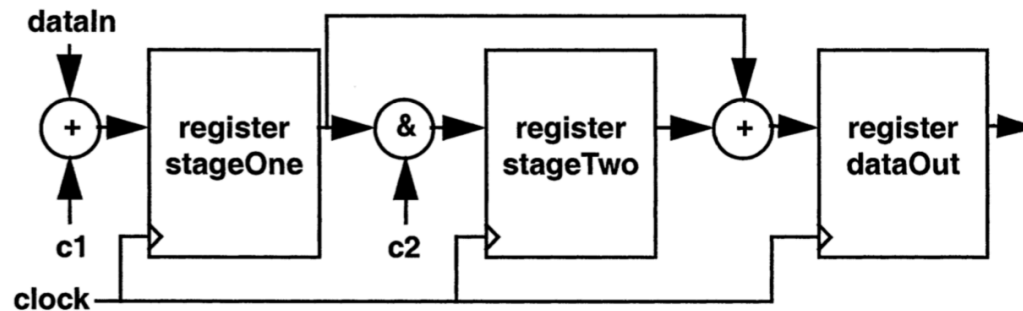 dataIn
+
register
stageOne
c1
&
c2
register
stageTwo
+
register
dataOut
clock